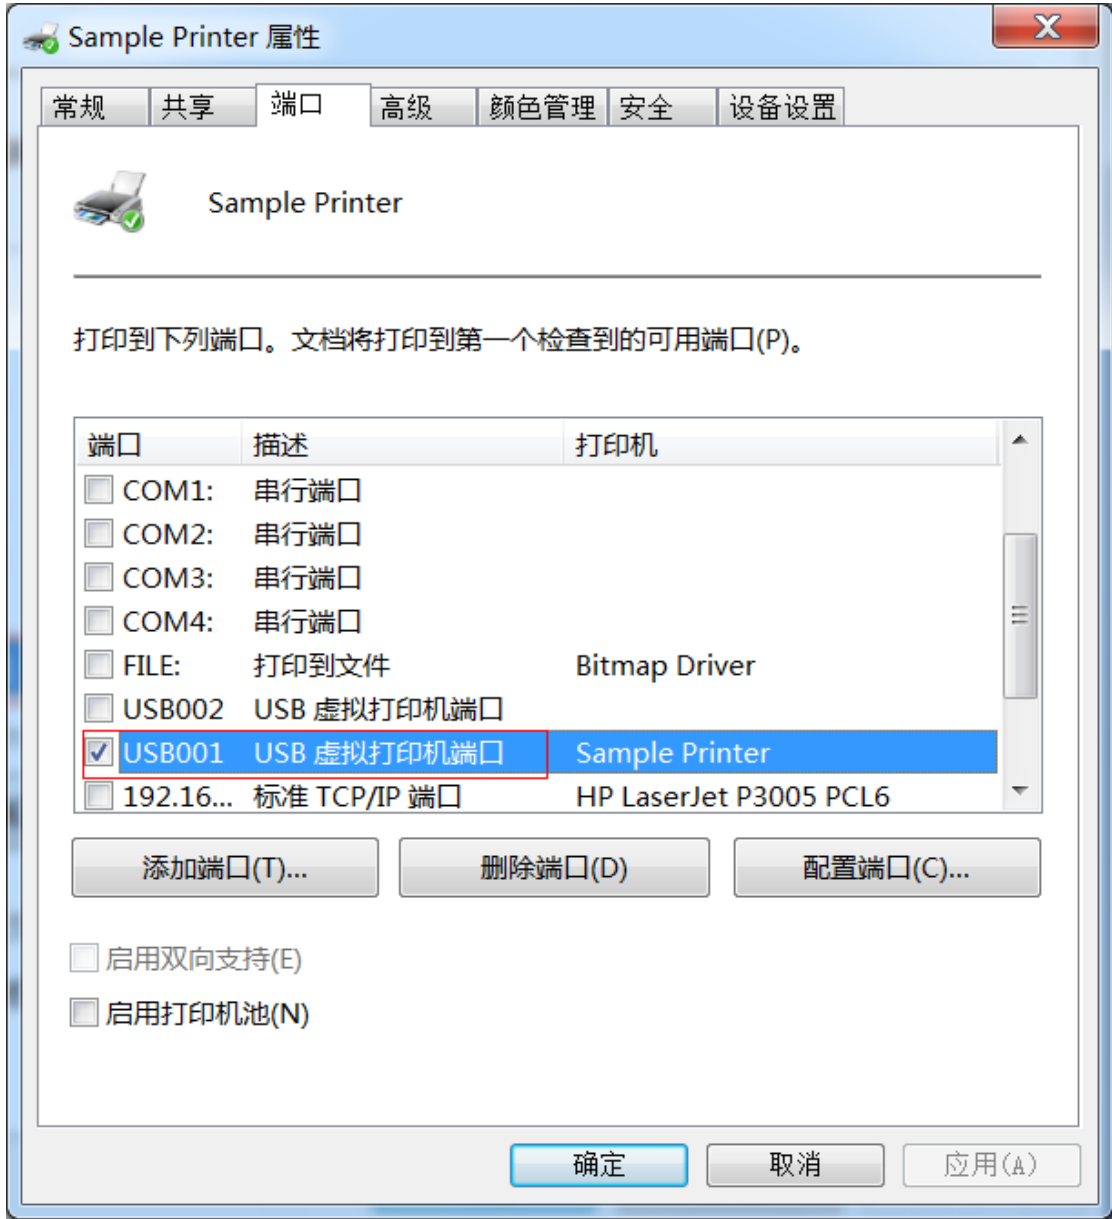 Sample Printer 属性
常规 共享 端口 高级 颜色管理 安全 设备设置
Sample Printer
打印到下列端口。文档将打印到第一个检查到的可用端口(P)。
端口 描述 打印机
COM1: 串行端口
COM2: 串行端口
COM3: 串行端口
COM4: 串行端口
FILE: 打印到文件 Bitmap Driver
USB002 USB 虚拟打印机端口
USB001 USB 虚拟打印机端口 Sample Printer
192.16... 标准 TCP/IP 端口 HP LaserJet P3005 PCL6
添加端口(T)... 删除端口(D) 配置端口(C)...
启用双向支持(E)
启用打印机池(N)
确定 取消 应用(A)